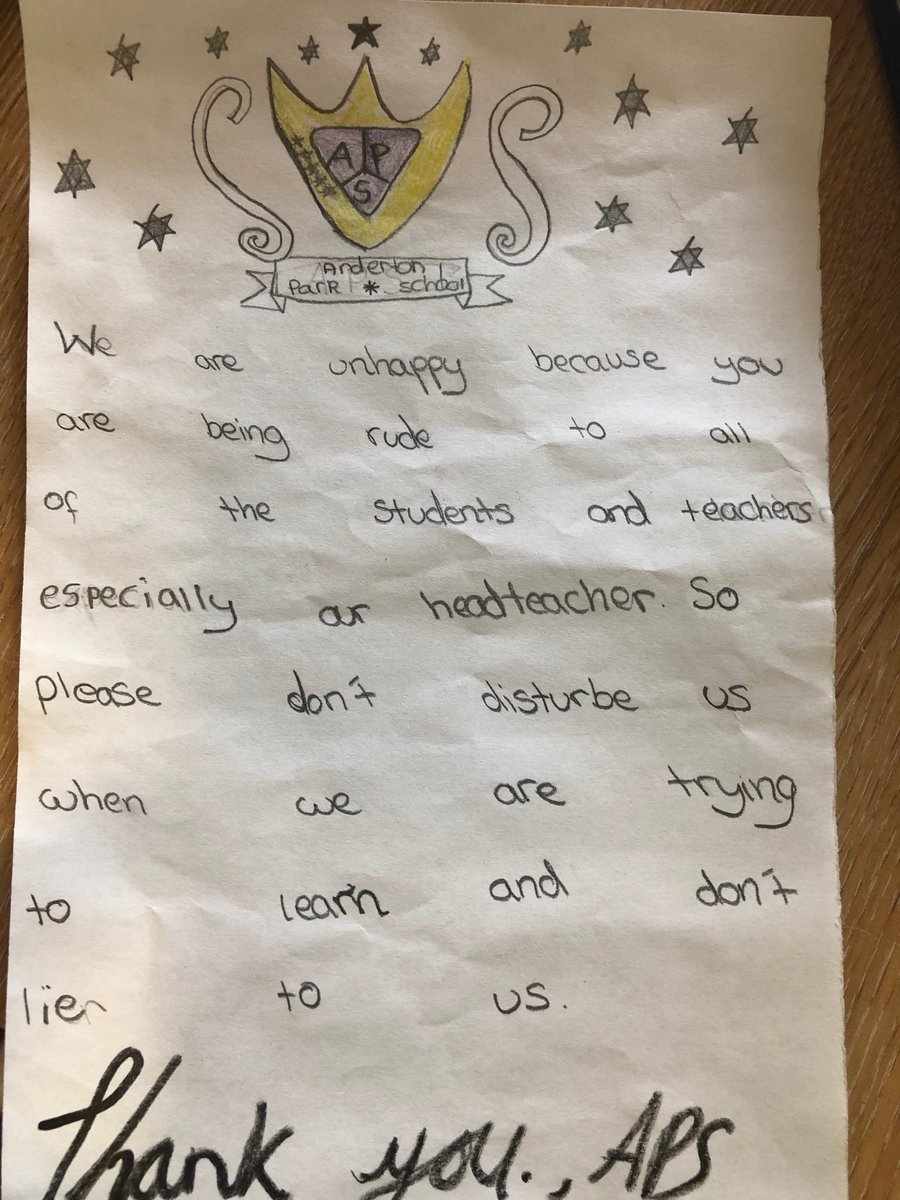 A P
S
Anderton
ParR * school
We are unhappy because you
are being rude to all
of the students and teachers
especially ar headteacher. So
please don't disturbe us
when we are trying
to learn and don't
lier to us.
Thank you., APS